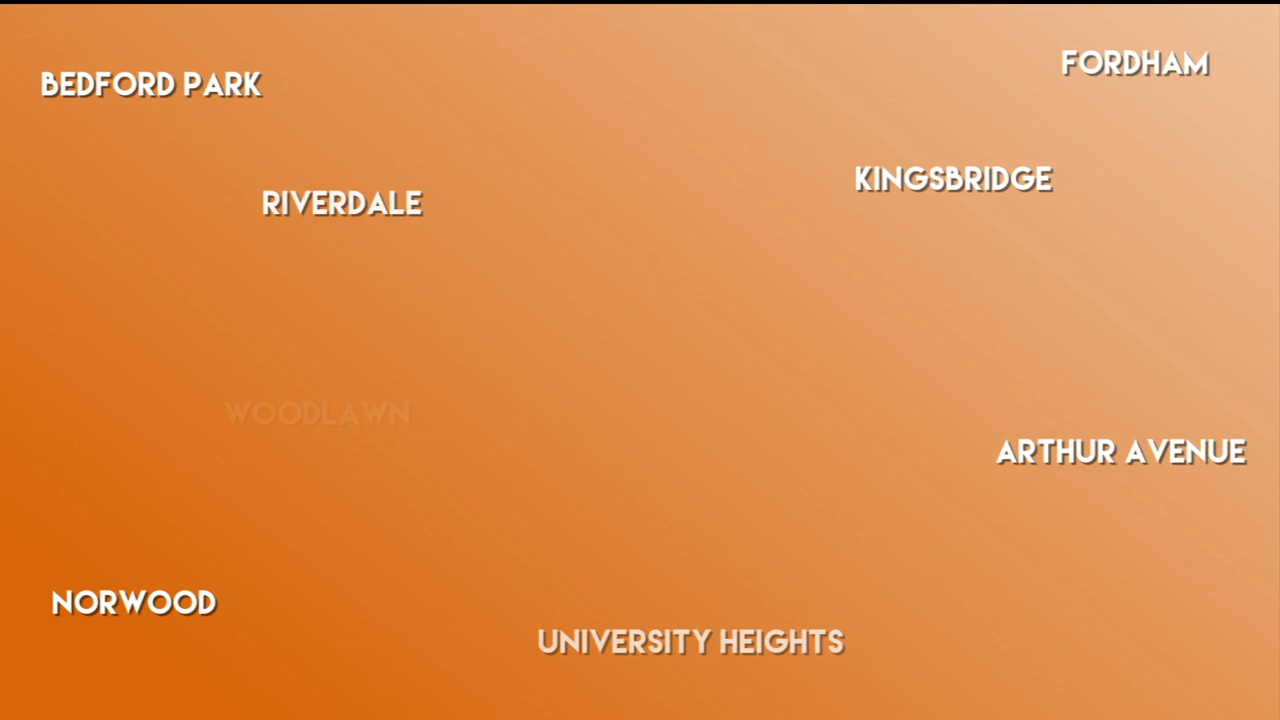 FORDHAM
BEDFORD PARK
KINGSBRIDGE
RIVERDALE
WOODLAWN
ARTHUR AVENUE
NORWOOD
UNIVERSITY HEIGHTS